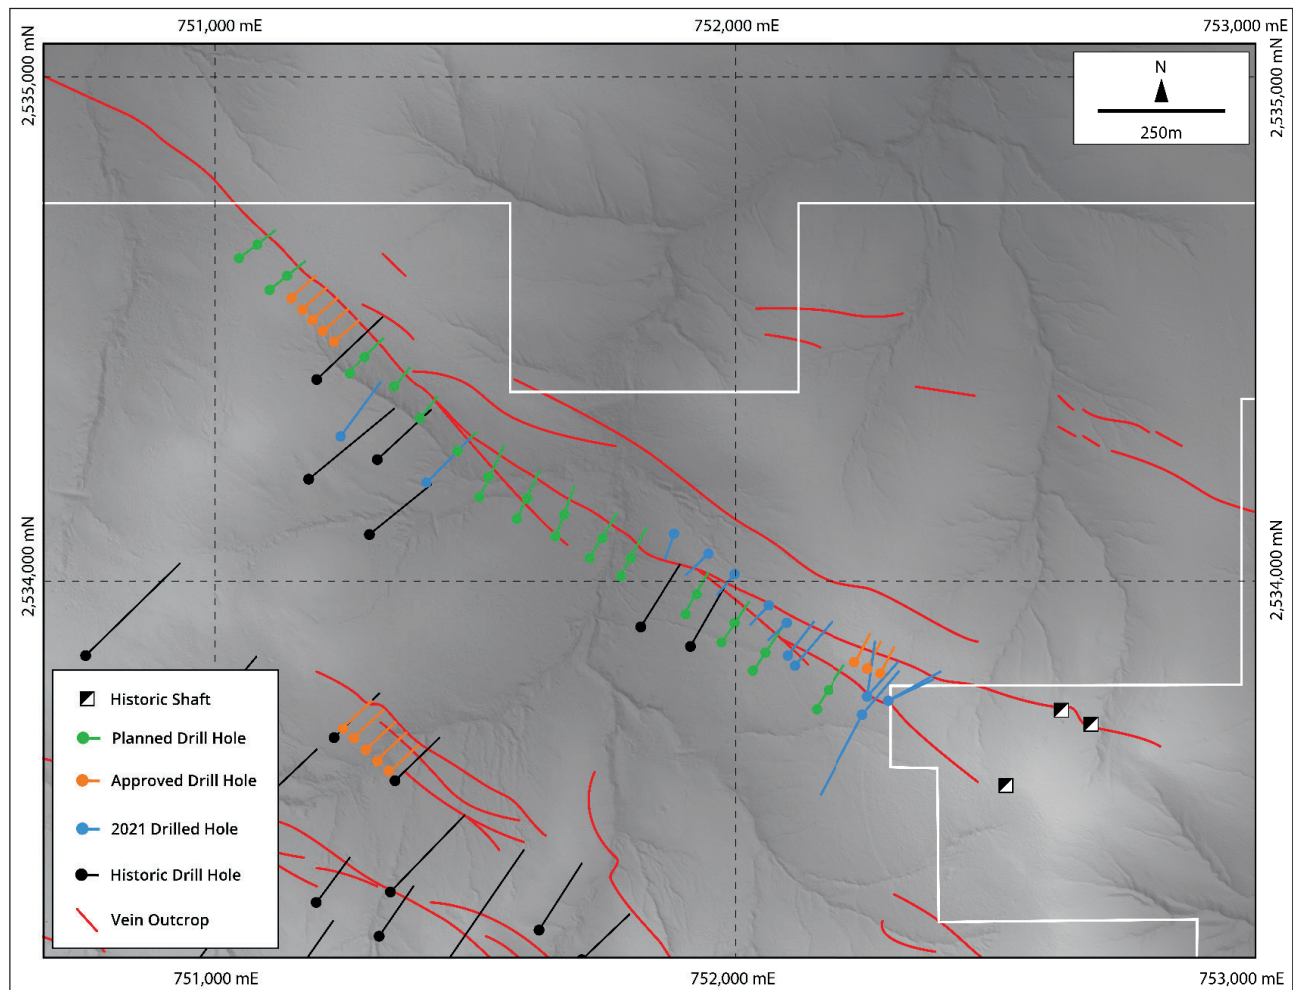 751,000 mE
752,000 mE
753,000 mE
2,535,000 mN
2,535,000 mN
N
250m
2,534,000 mN
2,534,000 mN
Historic Shaft
Planned Drill Hole
Approved Drill Hole
2021 Drilled Hole
Historic Drill Hole
Vein Outcrop
751,000 mE
752,000 mE
753,000 mE